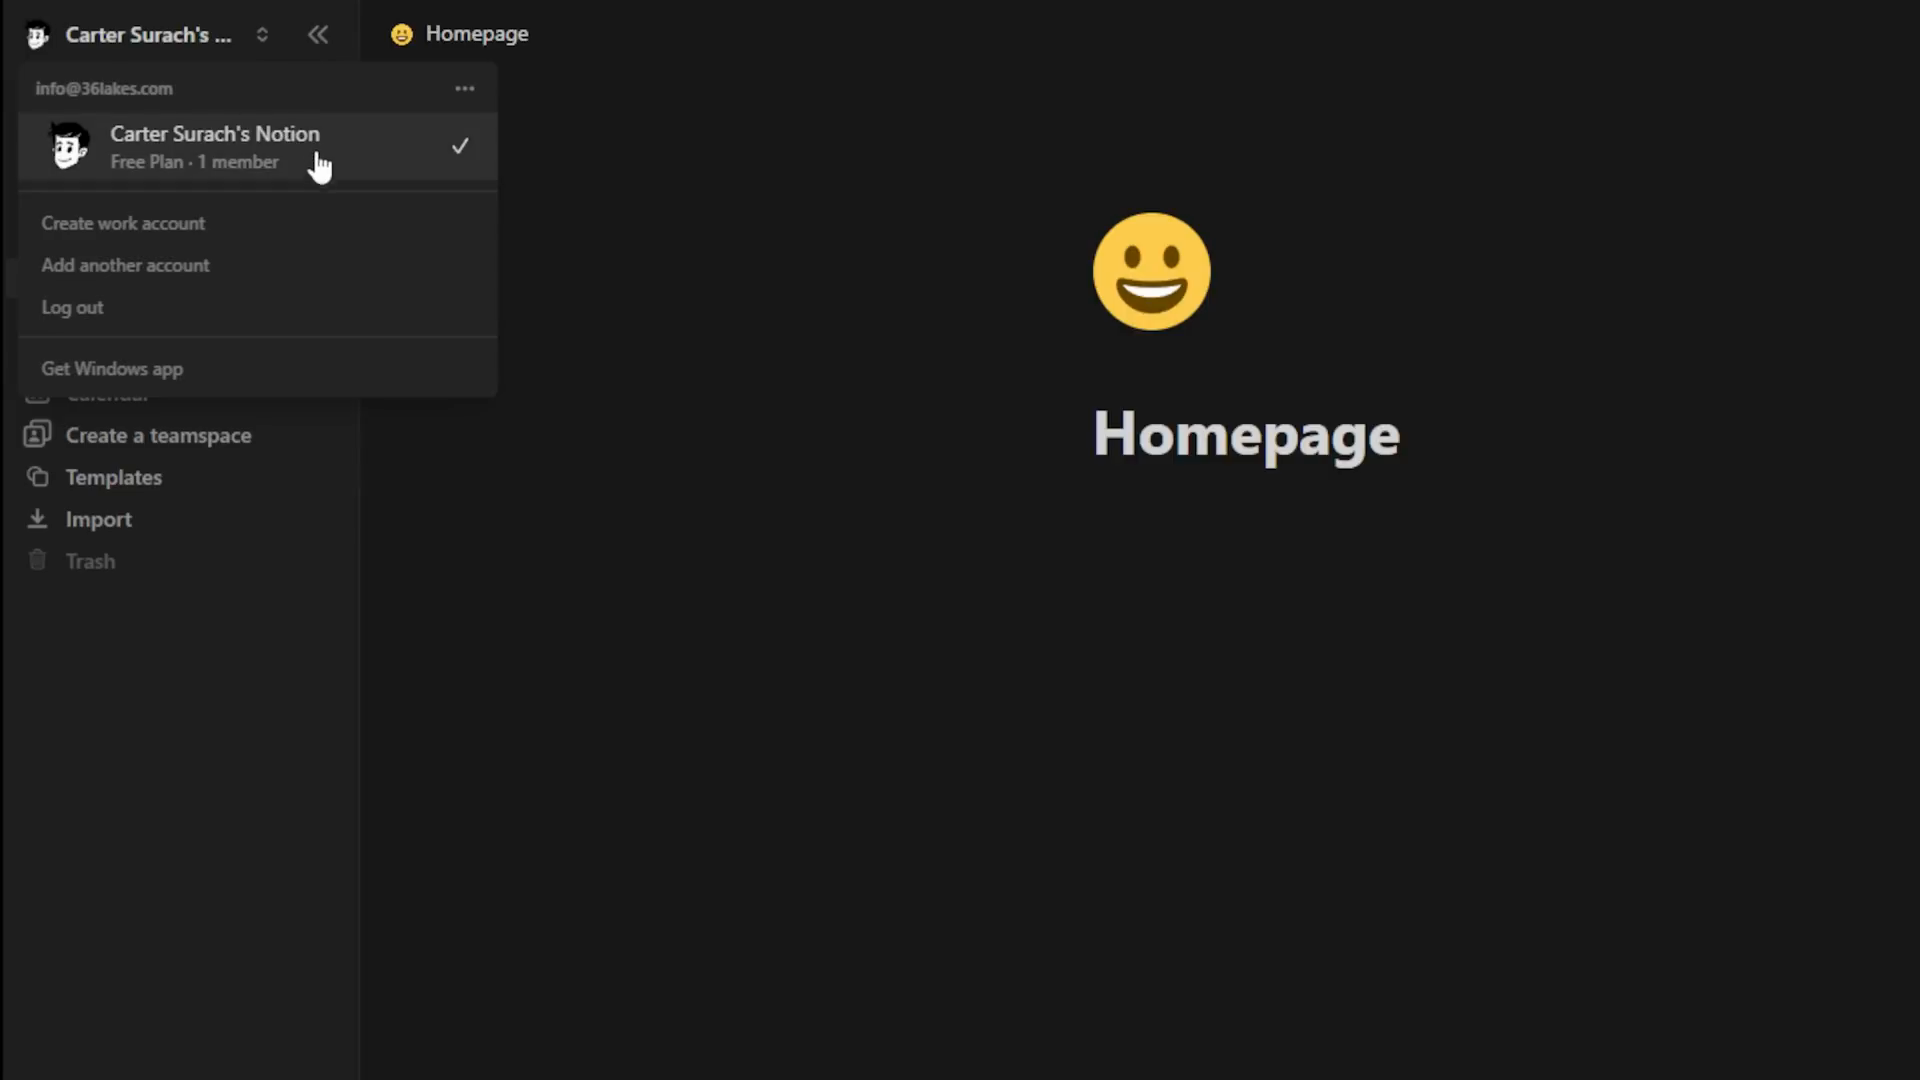 Carter Surach's ...
Homepage
info@36lakes.com
Carter Surach's Notion
Free Plan · 1 member
Create work account
Add another account
Log out
Get Windows app
Calendar
Create a teamspace
Templates
Import
Trash
Homepage